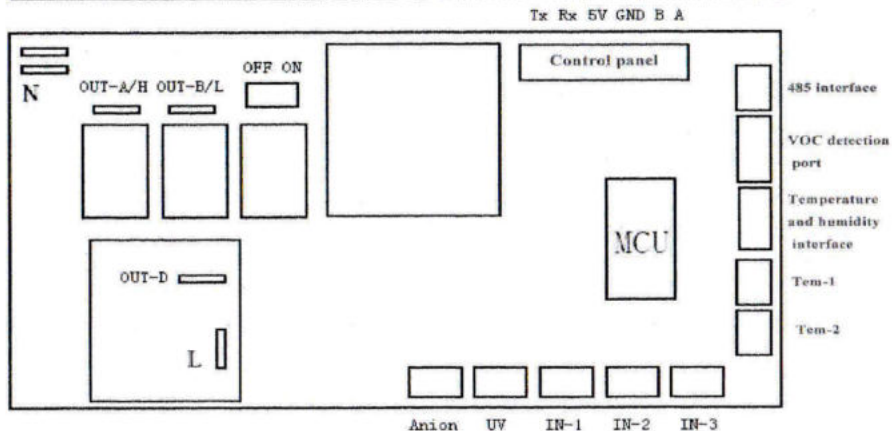 Tx Rx 5V GND B A
Control panel
N
OUT-A/H OUT-B/L
OFF ON
485 interface
VOC detection
port
Temperature
and humidity
interface
MCU
OUT-D
Tem-1
L
Tem-2
Anion UV IN-1 IN-2 IN-3